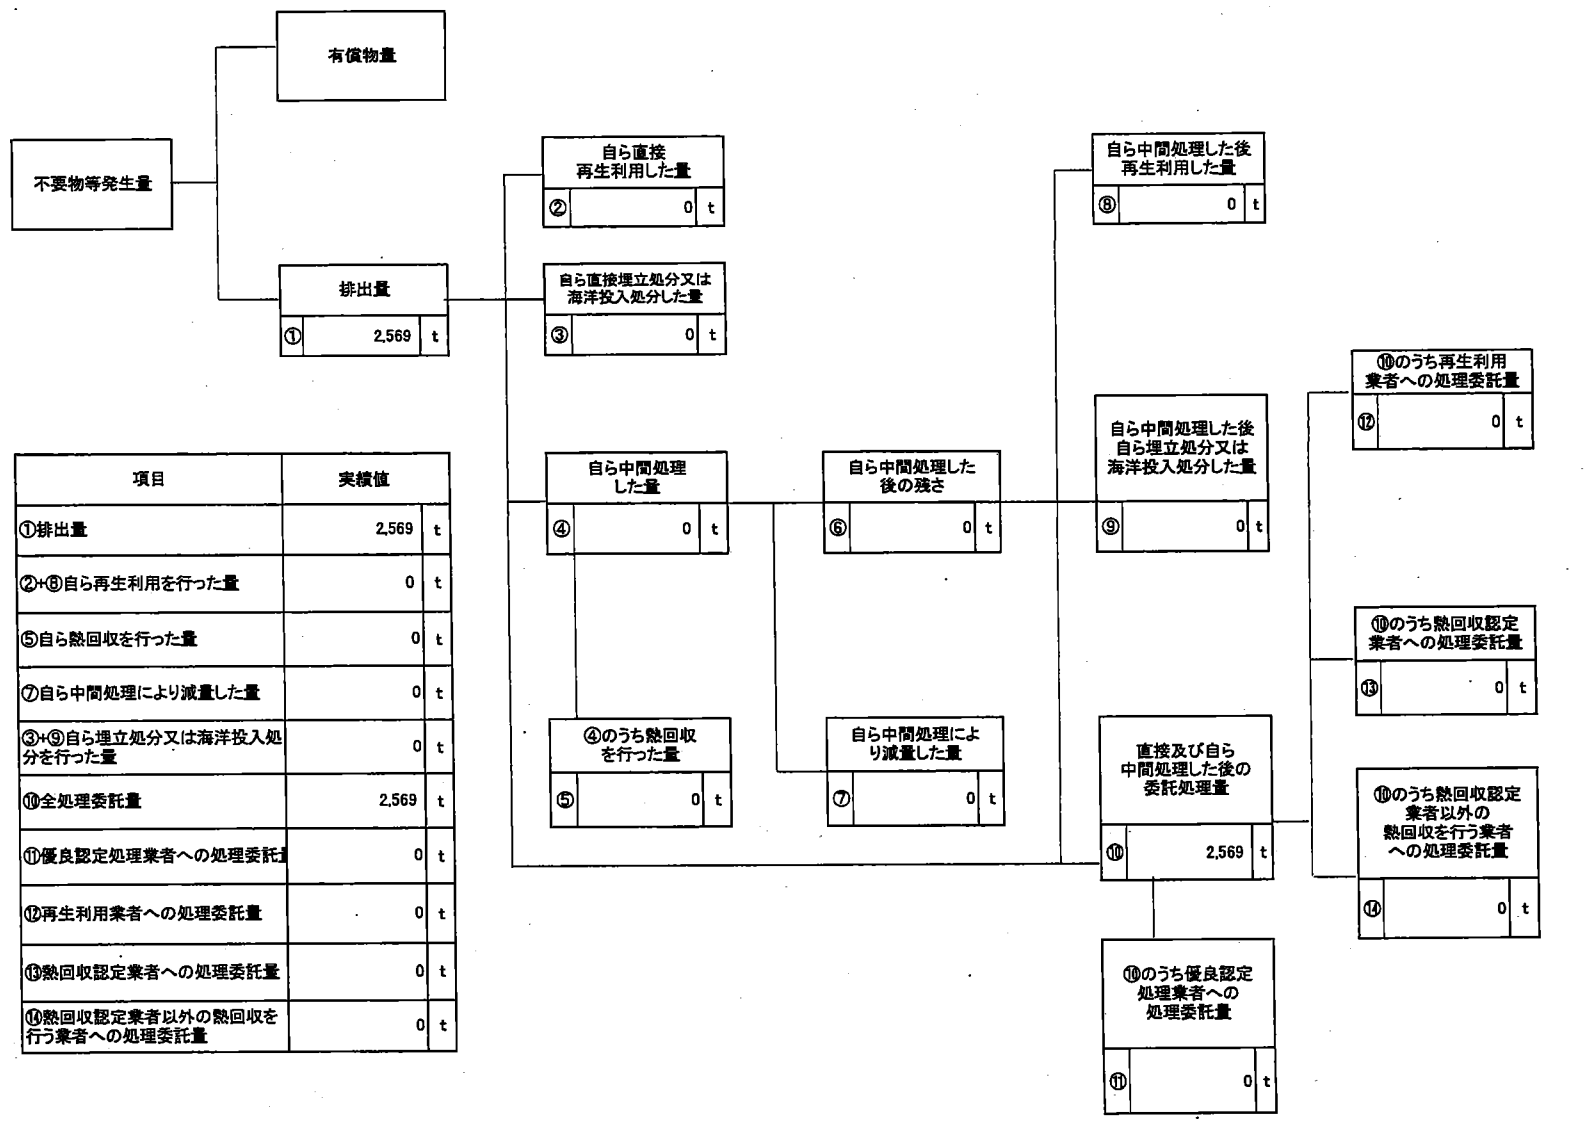 有償物量
不要物等発生量
排出量
① 2,569 t
自ら直接
再生利用した量
② 0 t
自ら直接埋立処分又は
海洋投入処分した量
③ 0 t
自ら中間処理
した量
④ 0 t
④のうち熱回収
を行った量
⑤ 0 t
自ら中間処理した
後の残さ
⑥ 0 t
自ら中間処理によ
り減量した量
⑦ 0 t
自ら中間処理した後
再生利用した量
⑧ 0 t
自ら中間処理した後
自ら埋立処分又は
海洋投入処分した量
⑨ 0 t
直接及び自ら
中間処理した後の
委託処理量
⑩ 2,569 t
⑩のうち優良認定
処理業者への
処理委託量
⑪ 0 t
⑩のうち再生利用
業者への処理委託量
⑫ 0 t
⑩のうち熱回収認定
業者への処理委託量
⑬ 0 t
⑩のうち熱回収認定
業者以外の
熱回収を行う業者
への処理委託量
⑭ 0 t
項目 実績値
①排出量 2,569 t
②+⑧自ら再生利用を行った量 0 t
⑤自ら熱回収を行った量 0 t
⑦自ら中間処理により減量した量 0 t
③+⑨自ら埋立処分又は海洋投入処
分を行った量 0 t
⑩全処理委託量 2,569 t
⑪優良認定処理業者への処理委託 0 t
⑫再生利用業者への処理委託量 0 t
⑬熱回収認定業者への処理委託量 0 t
⑭熱回収認定業者以外の熱回収を
行う業者への処理委託量 0 t